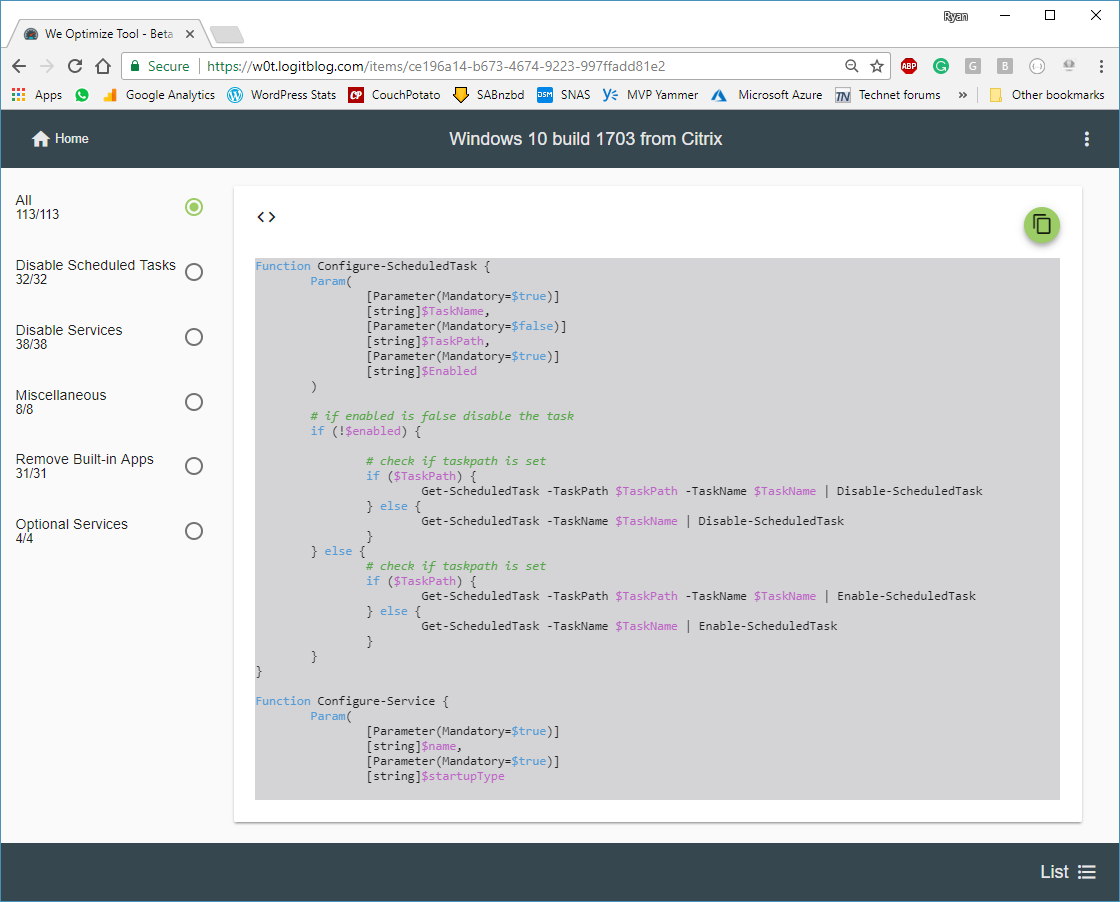 Ryan
We Optimize Tool - Beta
Secure | https://w0t.logitblog.com/items/ce196a14-b673-4674-9223-997ffadd81e2
ABP G B
Apps Google Analytics WordPress Stats CP CouchPotato SABnzbd DSM SNAS MVP Yammer Microsoft Azure TN Technet forums » Other bookmarks
Home Windows 10 build 1703 from Citrix
All
113/113
Disable Scheduled Tasks
32/32
Disable Services
38/38
Miscellaneous
8/8
Remove Built-in Apps
31/31
Optional Services
4/4
<>
Function Configure-ScheduledTask {
Param(
[Parameter(Mandatory=$true)]
[string]$TaskName,
[Parameter(Mandatory=$false)]
[string]$TaskPath,
[Parameter(Mandatory=$true)]
[string]$Enabled
)
# if enabled is false disable the task
if (!$enabled) {
# check if taskpath is set
if ($TaskPath) {
Get-ScheduledTask -TaskPath $TaskPath -TaskName $TaskName | Disable-ScheduledTask
} else {
Get-ScheduledTask -TaskName $TaskName | Disable-ScheduledTask
}
} else {
# check if taskpath is set
if ($TaskPath) {
Get-ScheduledTask -TaskPath $TaskPath -TaskName $TaskName | Enable-ScheduledTask
} else {
Get-ScheduledTask -TaskName $TaskName | Enable-ScheduledTask
}
}
}
Function Configure-Service {
Param(
[Parameter(Mandatory=$true)]
[string]$name,
[Parameter(Mandatory=$true)]
[string]$startupType
List